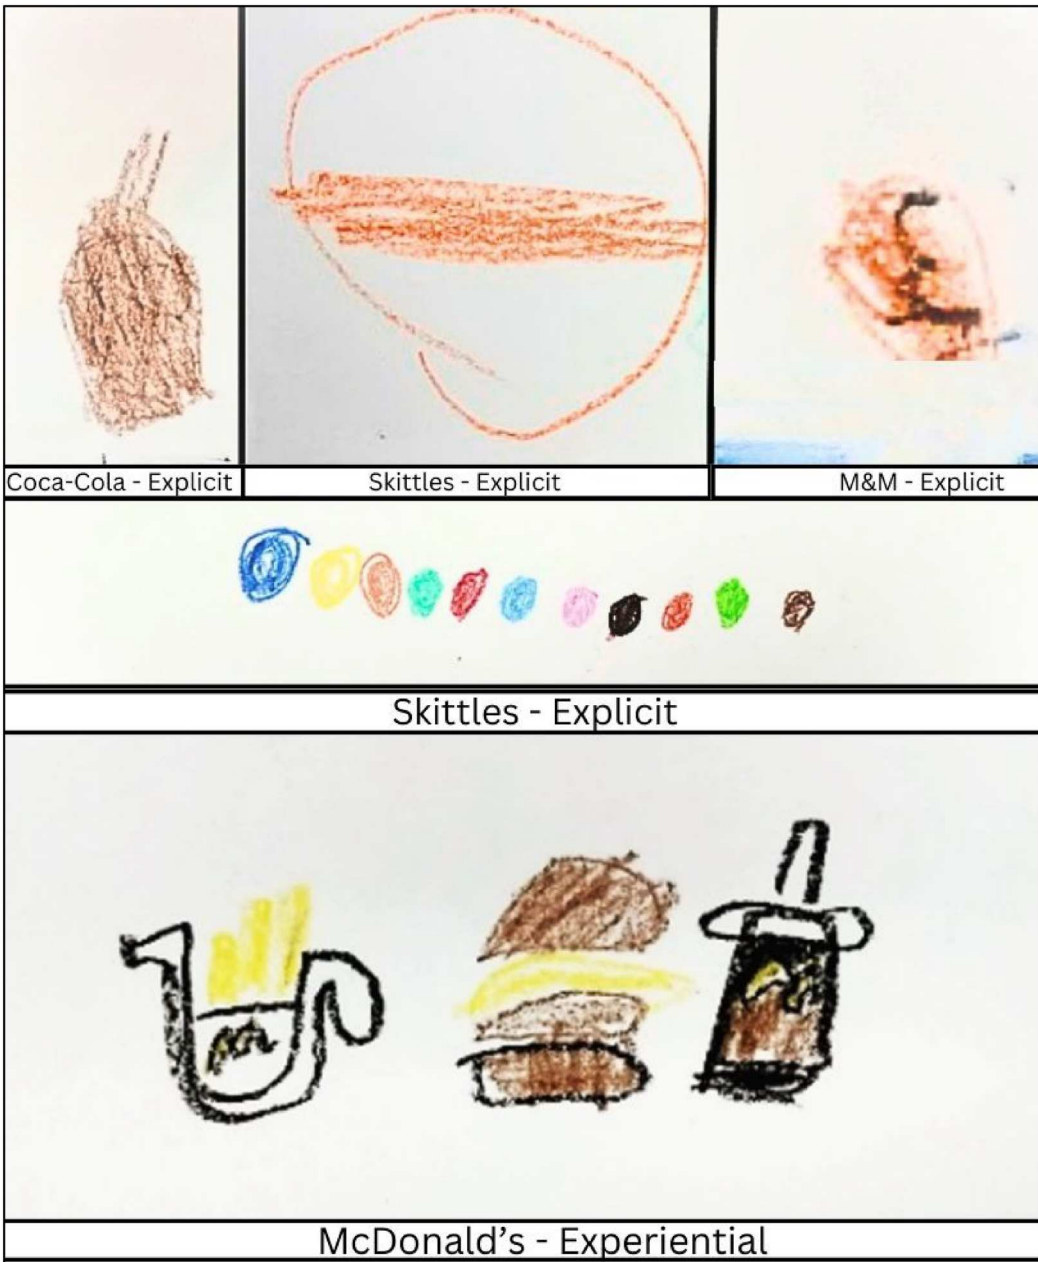 Coca-Cola - Explicit
Skittles - Explicit
M&M - Explicit
Skittles - Explicit
McDonald's - Experiential